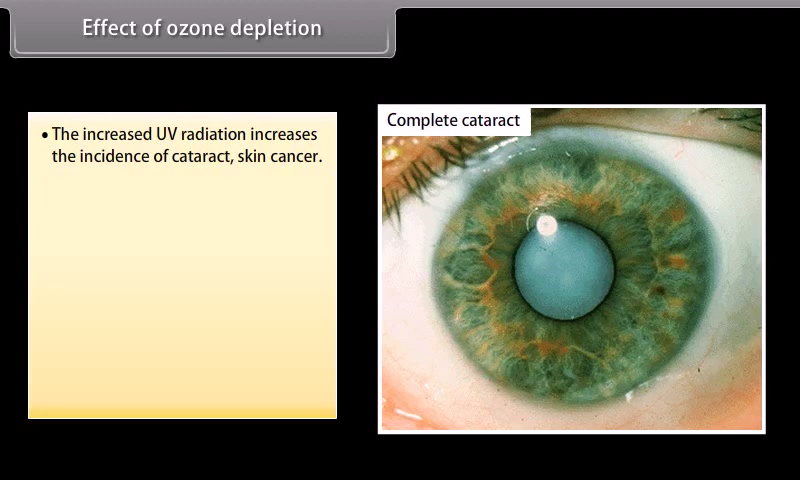 Effect of ozone depletion
• The increased UV radiation increases
the incidence of cataract, skin cancer.
Complete cataract